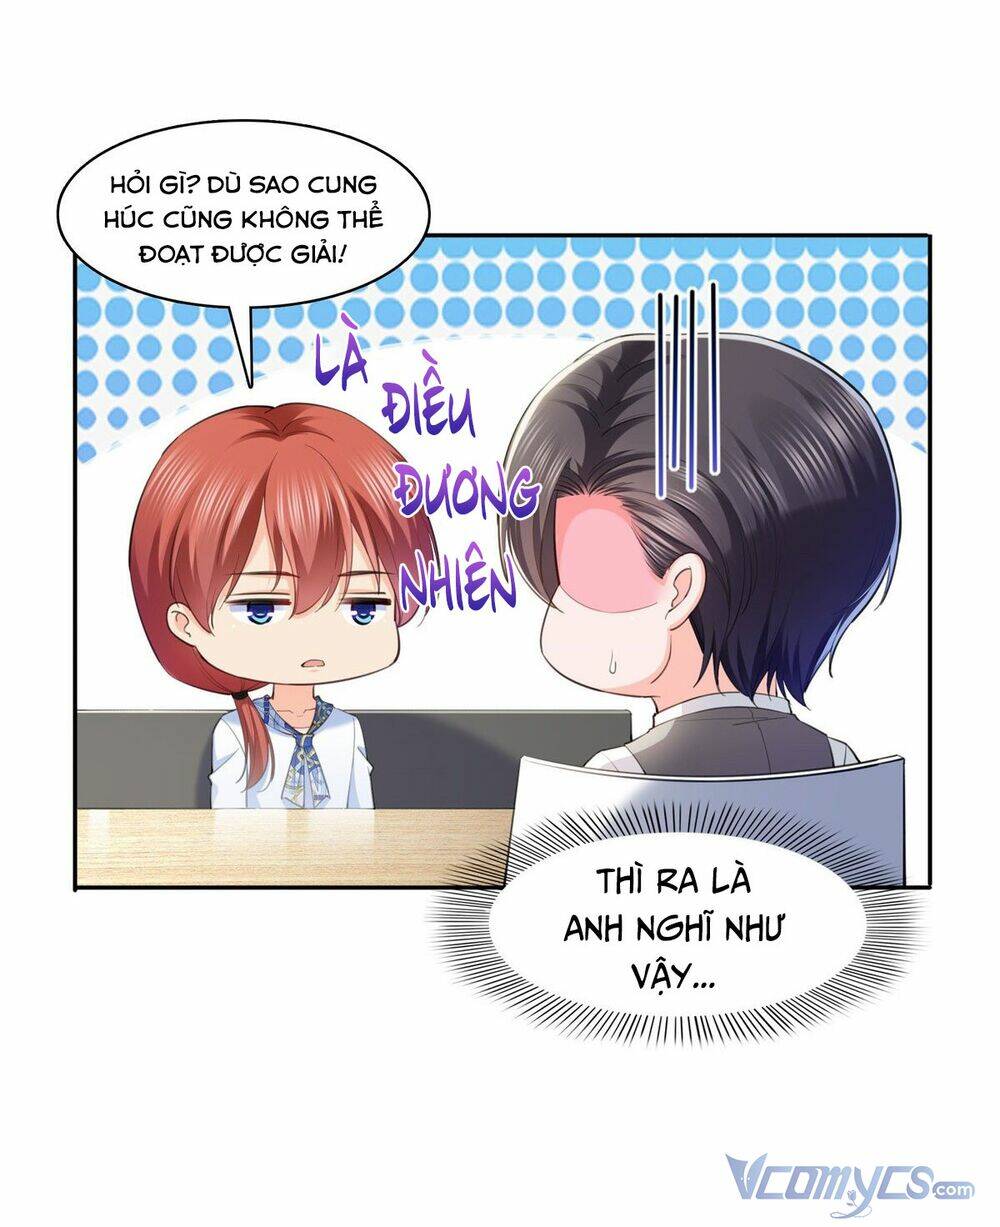 HỎI GÌ? DÙ SAO CUNG
HÚC CŨNG KHÔNG THỂ
ĐOẠT ĐƯỢC GIẢI!
LÀ
ĐIỀU
ĐƯƠNG
NHIÊN
THÌ RA LÀ
ANH NGHĨ NHƯ
VẬY...
VCOMYCS.com